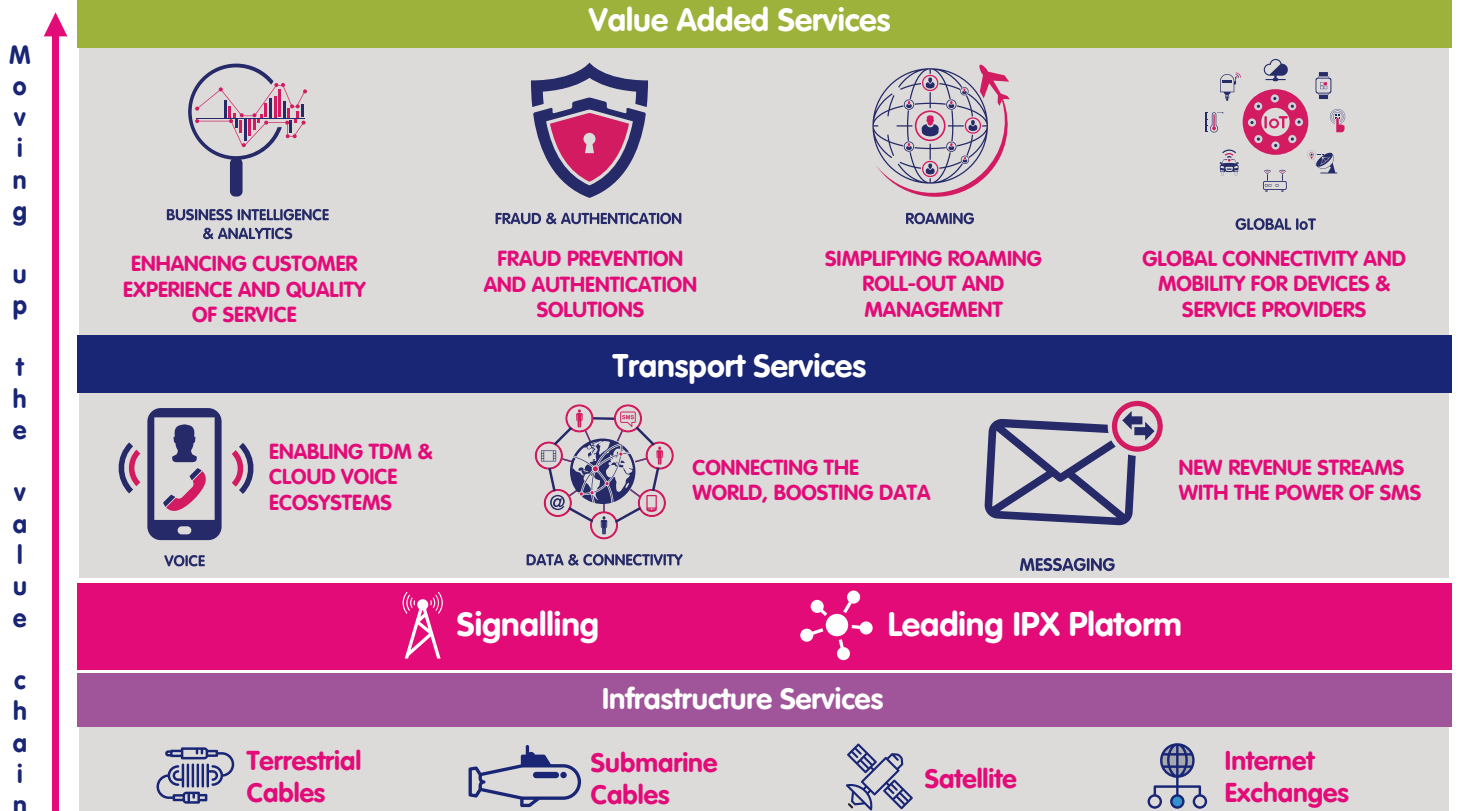 Moving up the value chain
Value Added Services
BUSINESS INTELLIGENCE
& ANALYTICS
ENHANCING CUSTOMER
EXPERIENCE AND QUALITY
OF SERVICE
FRAUD & AUTHENTICATION
FRAUD PREVENTION
AND AUTHENTICATION
SOLUTIONS
ROAMING
SIMPLIFYING ROAMING
ROLL-OUT AND
MANAGEMENT
IoT
GLOBAL IoT
GLOBAL CONNECTIVITY AND
MOBILITY FOR DEVICES &
SERVICE PROVIDERS
Transport Services
VOICE
ENABLING TDM &
CLOUD VOICE
ECOSYSTEMS
SMS
@
DATA & CONNECTIVITY
CONNECTING THE
WORLD, BOOSTING DATA
MESSAGING
NEW REVENUE STREAMS
WITH THE POWER OF SMS
Signalling
Leading IPX Platorm
Infrastructure Services
Terrestrial
Cables
Submarine
Cables
Satellite
Internet
Exchanges